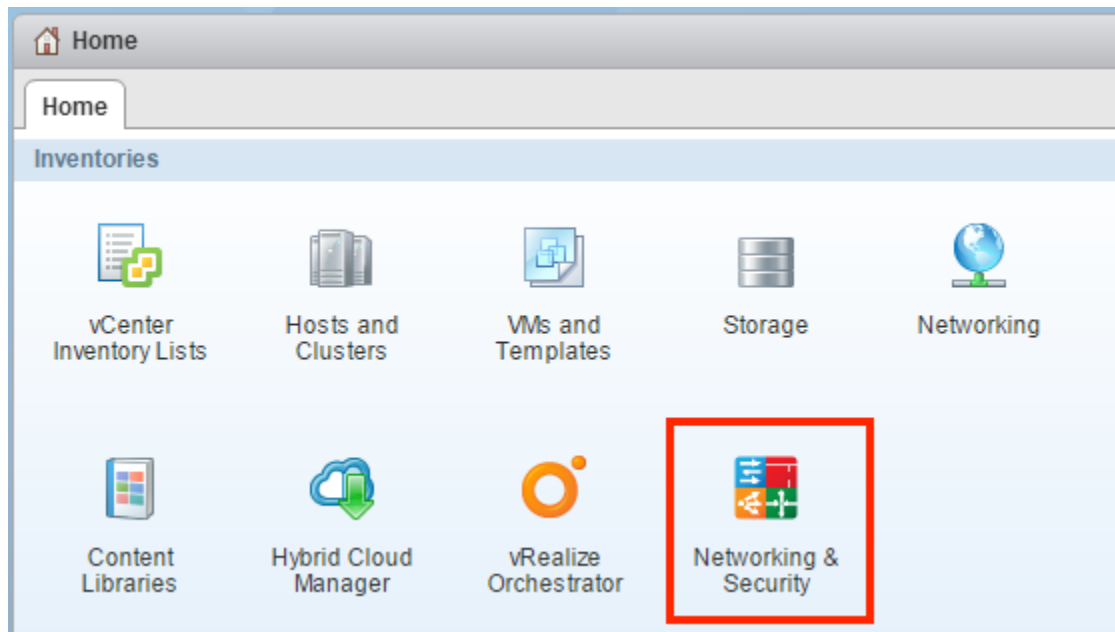 Home
Home
Inventories
vCenter
Inventory Lists
Hosts and
Clusters
VMs and
Templates
Storage
Networking
Content
Libraries
Hybrid Cloud
Manager
vRealize
Orchestrator
Networking &
Security